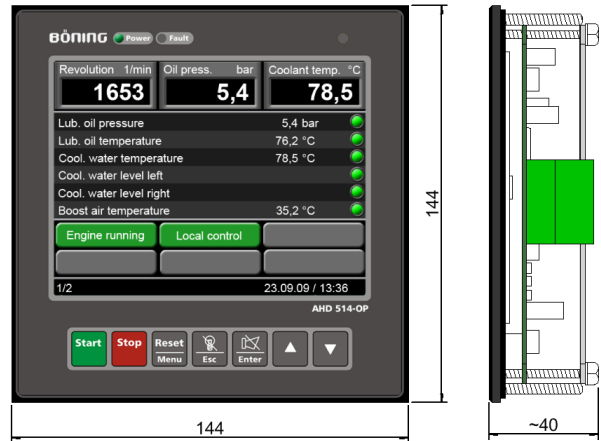 BÖNING Power Fault
Revolution 1/min Oil press. bar Coolant temp. °C
1653 5,4 78,5
Lub. oil pressure 5,4 bar
Lub. oil temperature 76,2 °C
Cool. water temperature 78,5 °C
Cool. water level left
Cool. water level right
Boost air temperature 35,2 °C
Engine running Local control
1/2 23.09.09 / 13:36
AHD 514-OP
Start Stop Reset Menu Esc Enter
144
144
~40